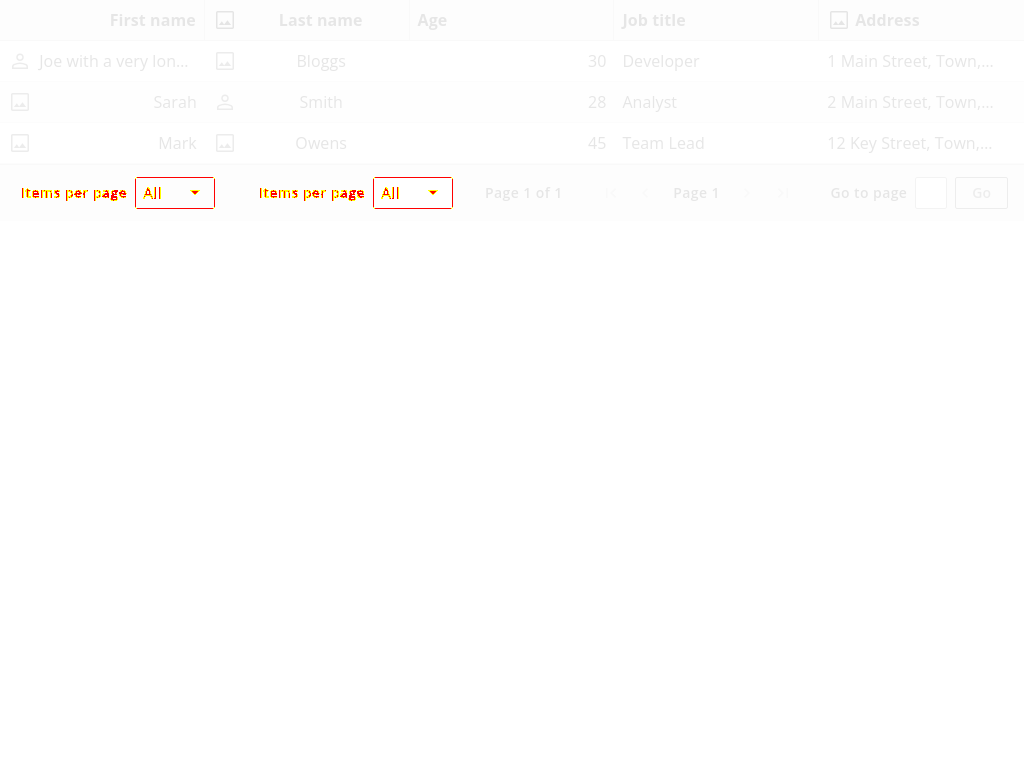 First name Last name Age Job title Address
Joe with a very lon... Bloggs 30 Developer 1 Main Street, Town,...
Sarah Smith 28 Analyst 2 Main Street, Town,...
Mark Owens 45 Team Lead 12 Key Street, Town,...
Items per page All Items per page All Page 1 of 1 Page 1 Go to page Go